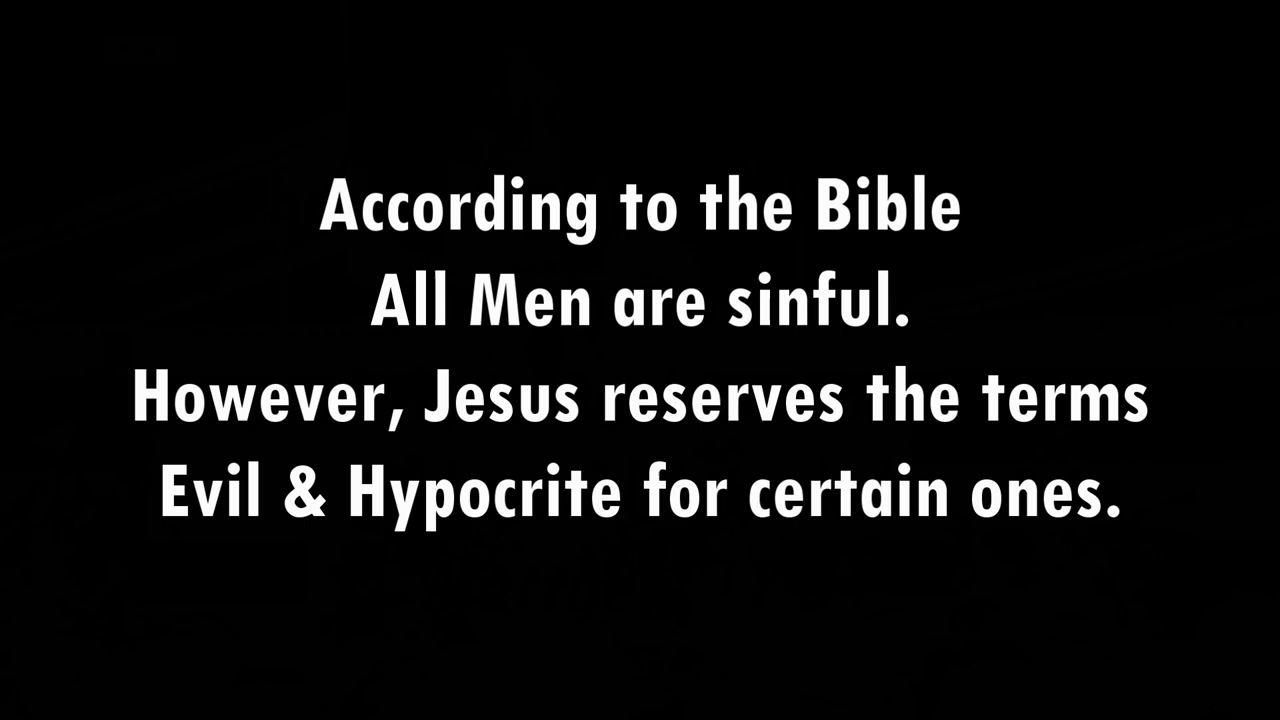 According to the Bible
All Men are sinful.
However, Jesus reserves the terms
Evil & Hypocrite for certain ones.